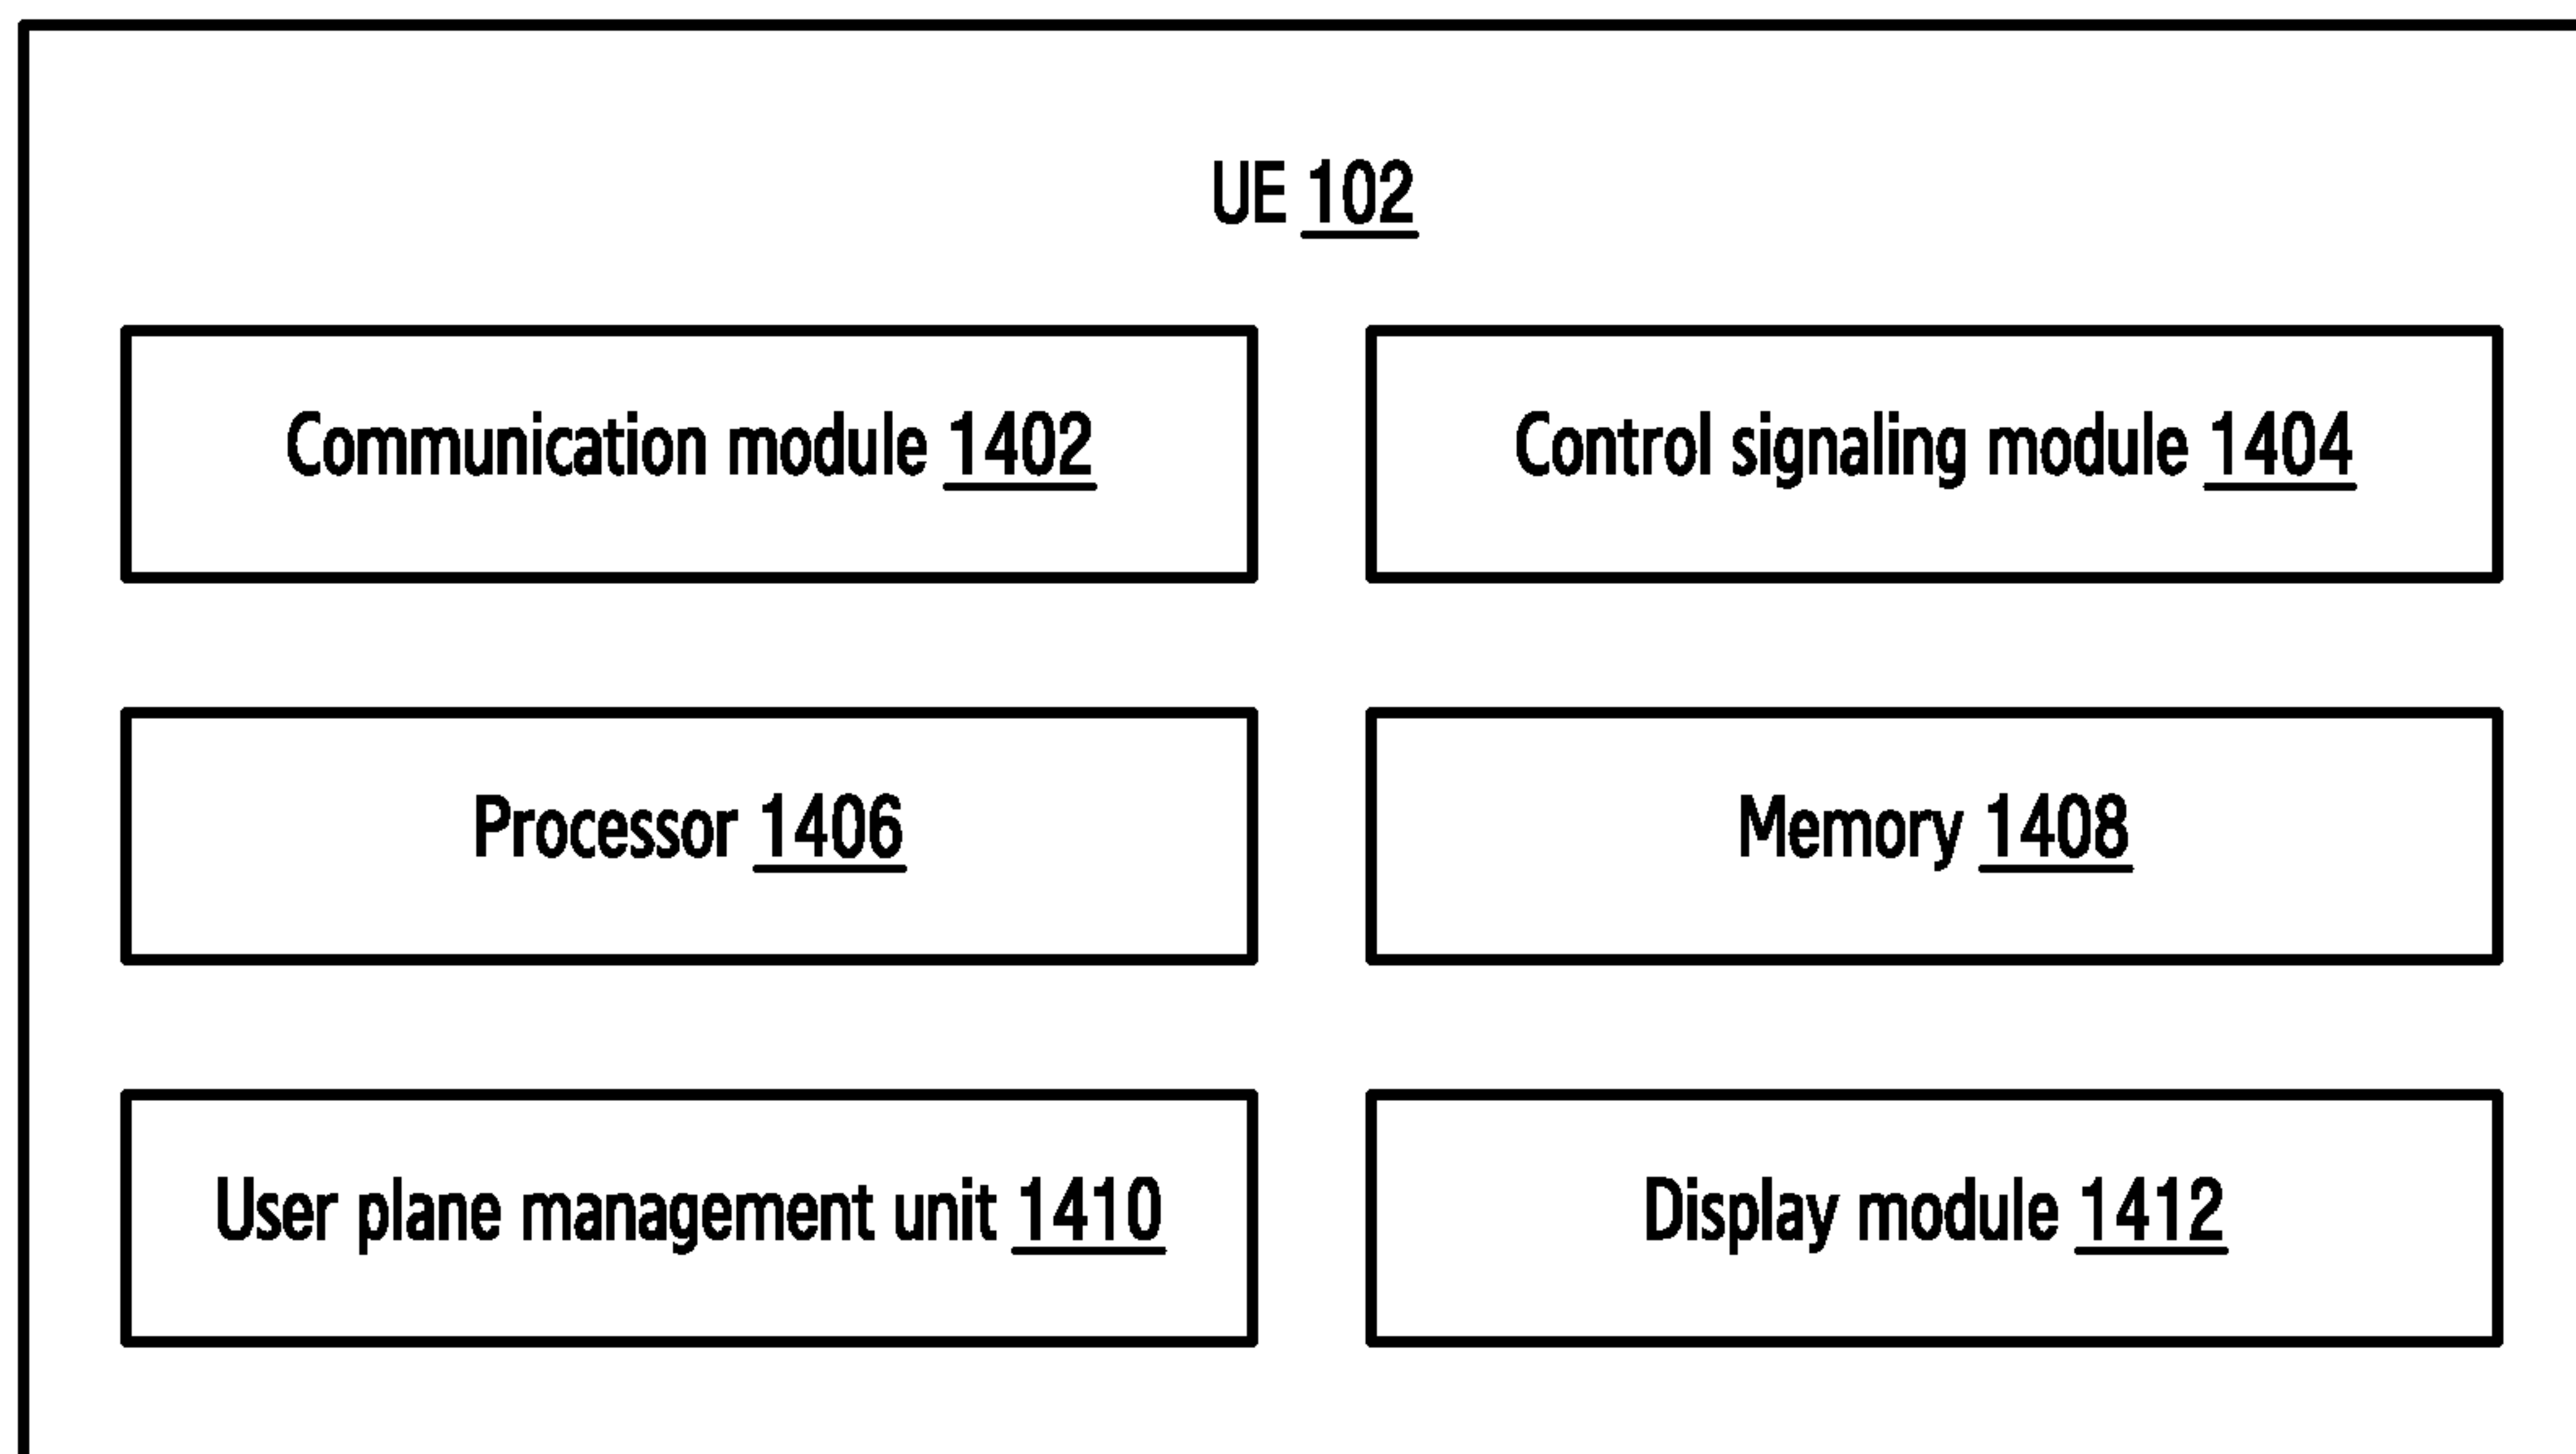 UE 102
Communication module 1402
Control signaling module 1404
Processor 1406
Memory 1408
User plane management unit 1410
Display module 1412